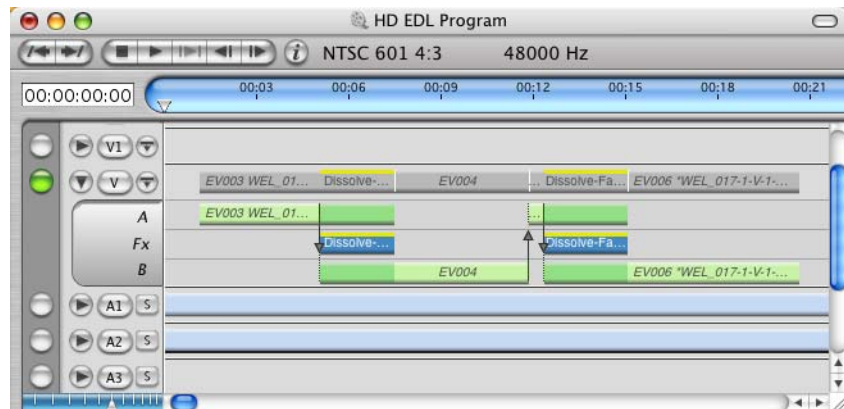 HD EDL Program
NTSC 601 4:3 48000 Hz
00:00:00:00 00:03 00:06 00:09 00:12 00:15 00:18 00:21
V1
V EV003 WEL_01... Dissolve-... EV004 ... Dissolve-Fa... EV006 "WEL_017-1-V-1-...
A EV003 WEL_01... ...
Fx Dissolve-... Dissolve-Fa...
B EV004 EV006 "WEL_017-1-V-1-...
A1 S
A2 S
A3 S